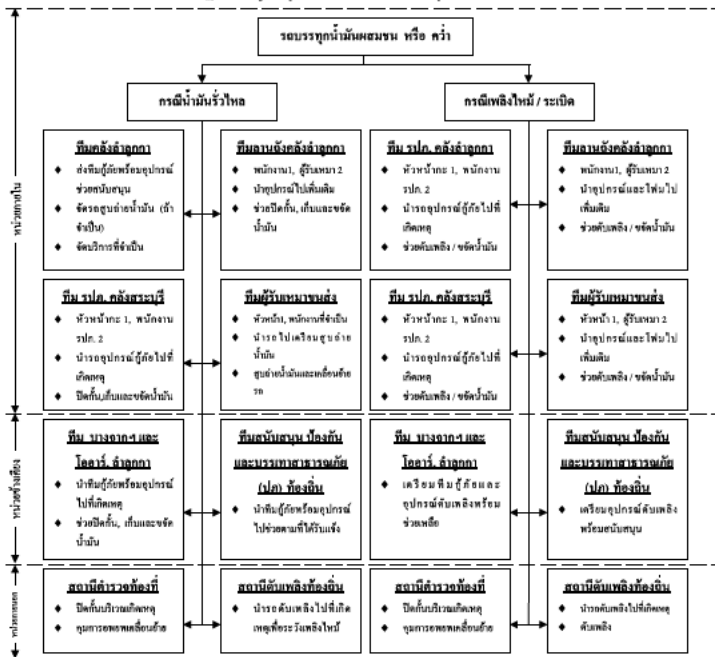 รถบรรทุกน้ำมันผสมชน หรือ คว่ำ
กรณีน้ำมันรั่วไหล
กรณีเพลิงไหม้ / ระเบิด
หน่วยภายใน
ทีมคลังลำลูกกา
♦ ส่งทีมกู้ภัยพร้อมอุปกรณ์
ช่วยสนับสนุน
♦ จัดรถสูบถ่ายน้ำมัน (ถ้า
จำเป็น)
♦ จัดบริการที่จำเป็น
ทีมลานถังคลังลำลูกกา
♦ พนักงาน1, ผู้รับเหมา 2
♦ นำอุปกรณ์ไปเพิ่มเติม
♦ ช่วยปิดกั้น, เก็บและขจัด
น้ำมัน
ทีม รปภ. คลังลำลูกกา
♦ หัวหน้ากะ 1, พนักงาน
รปภ. 2
♦ นำรถอุปกรณ์กู้ภัยไปที่
เกิดเหตุ
♦ ช่วยดับเพลิง / ขจัดน้ำมัน
ทีมลานถังคลังลำลูกกา
♦ พนักงาน1, ผู้รับเหมา 2
♦ นำอุปกรณ์และโฟมไป
เพิ่มเติม
♦ ช่วยดับเพลิง / ขจัดน้ำมัน
ทีม รปภ. คลังสระบุรี
♦ หัวหน้ากะ 1, พนักงาน
รปภ. 2
♦ นำรถอุปกรณ์กู้ภัยไปที่
เกิดเหตุ
♦ ปิดกั้น,เก็บและขจัดน้ำมัน
ทีมผู้รับเหมาขนส่ง
♦ หัวหน้า1, พนักงานที่จำเป็น
♦ นำรถไปเตรียมสูบถ่าย
น้ำมัน
♦ สูบถ่ายน้ำมันและเคลื่อนย้าย
รถ
ทีม รปภ. คลังสระบุรี
♦ หัวหน้ากะ 1, พนักงาน
รปภ. 2
♦ นำรถอุปกรณ์กู้ภัยไปที่
เกิดเหตุ
♦ ช่วยดับเพลิง / ขจัดน้ำมัน
ทีมผู้รับเหมาขนส่ง
♦ หัวหน้า 1, ผู้รับเหมา 2
♦ นำอุปกรณ์และโฟมไป
เพิ่มเติม
♦ ช่วยดับเพลิง / ขจัดน้ำมัน
หน่วยข้างเคียง
ทีม บางจากฯ และ
โออาร์. ลำลูกกา
♦ นำทีมกู้ภัยพร้อมอุปกรณ์
ไปที่เกิดเหตุ
♦ ช่วยปิดกั้น, เก็บและขจัด
น้ำมัน
ทีมสนับสนุน ป้องกัน
และบรรเทาสาธารณภัย
(ปภ) ท้องถิ่น
♦ นำทีมกู้ภัยพร้อมอุปกรณ์
ไปช่วยตามที่ได้รับแจ้ง
ทีม บางจากฯ และ
โออาร์. ลำลูกกา
♦ เตรียมทีมกู้ภัยและ
อุปกรณ์ดับเพลิงพร้อม
ช่วยเหลือ
ทีมสนับสนุน ป้องกัน
และบรรเทาสาธารณภัย
(ปภ) ท้องถิ่น
♦ เตรียมอุปกรณ์ดับเพลิง
พร้อมสนับสนุน
หน่วยภายนอก
สถานีตำรวจท้องที่
♦ ปิดกั้นบริเวณเกิดเหตุ
♦ คุมการอพยพเคลื่อนย้าย
สถานีดับเพลิงท้องถิ่น
♦ นำรถดับเพลิงไปที่เกิด
เหตุเพื่อระวังเพลิงไหม้
สถานีตำรวจท้องที่
♦ ปิดกั้นบริเวณเกิดเหตุ
♦ คุมการอพยพเคลื่อนย้าย
สถานีดับเพลิงท้องถิ่น
♦ นำรถดับเพลิงไปที่เกิดเหตุ
♦ ดับเพลิง